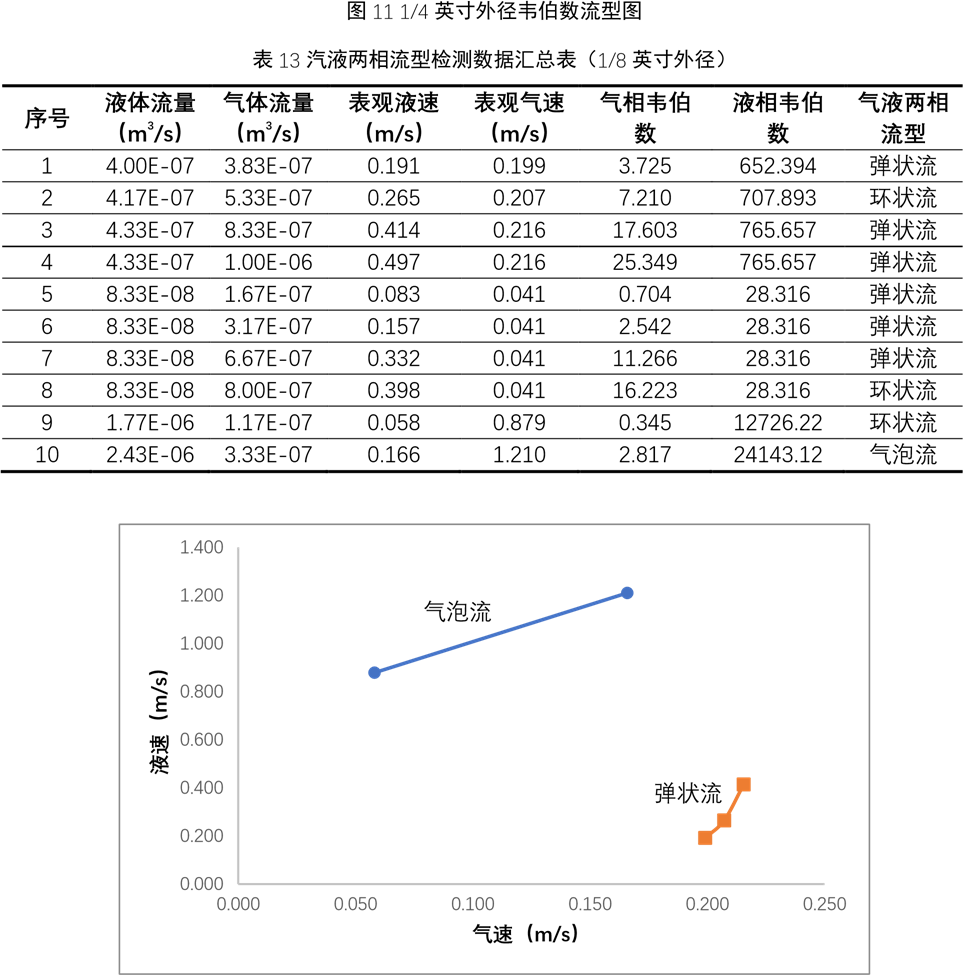 图 11 1/4 英寸外径韦伯数流型图
表 13 汽液两相流型检测数据汇总表（1/8 英寸外径）
序号 液体流量（m³/s） 气体流量（m³/s） 表观液速（m/s） 表观气速（m/s） 气相韦伯数 液相韦伯数 气液两相流型
1 4.00E-07 3.83E-07 0.191 0.199 3.725 652.394 弹状流
2 4.17E-07 5.33E-07 0.265 0.207 7.210 707.893 环状流
3 4.33E-07 8.33E-07 0.414 0.216 17.603 765.657 弹状流
4 4.33E-07 1.00E-06 0.497 0.216 25.349 765.657 弹状流
5 8.33E-08 1.67E-07 0.083 0.041 0.704 28.316 弹状流
6 8.33E-08 3.17E-07 0.157 0.041 2.542 28.316 弹状流
7 8.33E-08 6.67E-07 0.332 0.041 11.266 28.316 弹状流
8 8.33E-08 8.00E-07 0.398 0.041 16.223 28.316 环状流
9 1.77E-06 1.17E-07 0.058 0.879 0.345 12726.22 环状流
10 2.43E-06 3.33E-07 0.166 1.210 2.817 24143.12 气泡流
1.400
1.200
1.000
0.800
0.600
0.400
0.200
0.000
液速（m/s）
气泡流
弹状流
0.000 0.050 0.100 0.150 0.200 0.250
气速（m/s）